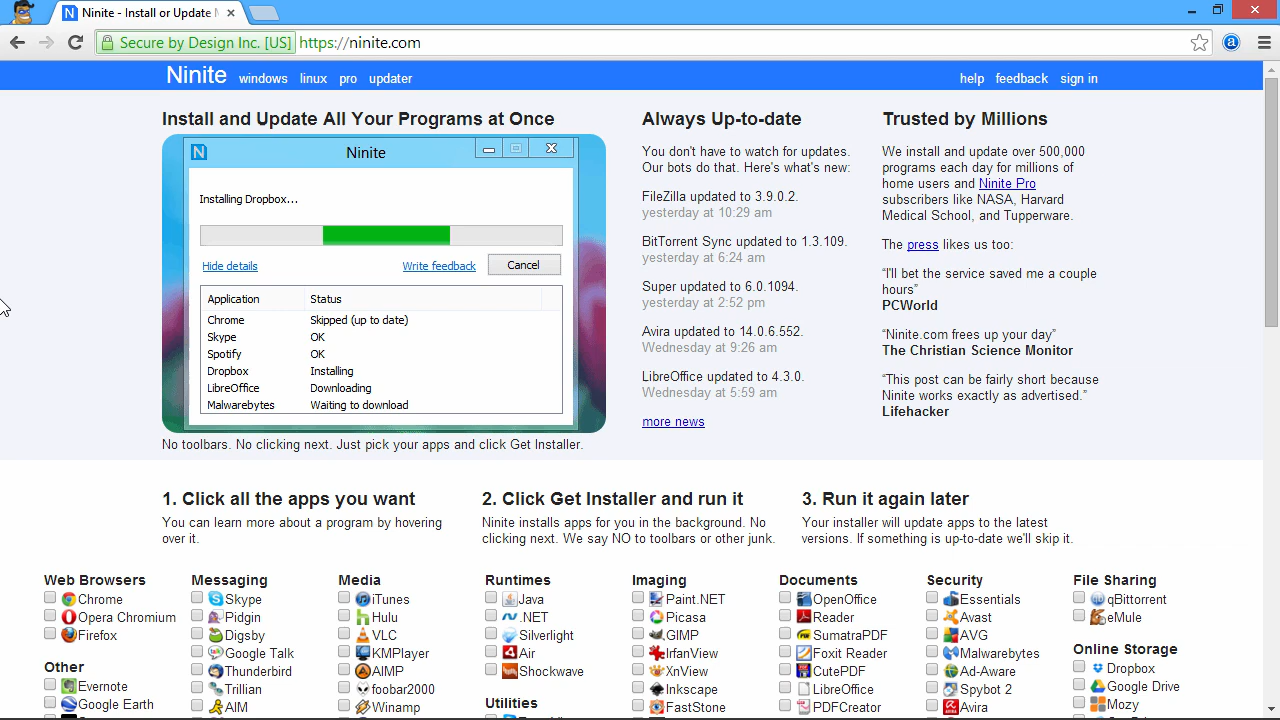 Ninite - Install or Update M
Secure by Design Inc. [US] https://ninite.com
Ninite windows linux pro updater help feedback sign in
Install and Update All Your Programs at Once
Ninite
Installing Dropbox...
Hide details Write feedback Cancel
Application Status
Chrome Skipped (up to date)
Skype OK
Spotify OK
Dropbox Installing
LibreOffice Downloading
Malwarebytes Waiting to download
No toolbars. No clicking next. Just pick your apps and click Get Installer.
Always Up-to-date
You don't have to watch for updates.
Our bots do that. Here's what's new:
FileZilla updated to 3.9.0.2.
yesterday at 10:29 am
BitTorrent Sync updated to 1.3.109.
yesterday at 6:24 am
Super updated to 6.0.1094.
yesterday at 2:52 pm
Avira updated to 14.0.6.552.
Wednesday at 9:26 am
LibreOffice updated to 4.3.0.
Wednesday at 5:59 am
more news
Trusted by Millions
We install and update over 500,000
programs each day for millions of
home users and Ninite Pro
subscribers like NASA, Harvard
Medical School, and Tupperware.
The press likes us too:
“I'll bet the service saved me a couple
hours”
PCWorld
“Ninite.com frees up your day”
The Christian Science Monitor
“This post can be fairly short because
Ninite works exactly as advertised.”
Lifehacker
1. Click all the apps you want
You can learn more about a program by hovering
over it.
2. Click Get Installer and run it
Ninite installs apps for you in the background. No
clicking next. We say NO to toolbars or other junk.
3. Run it again later
Your installer will update apps to the latest
versions. If something is up-to-date we'll skip it.
Web Browsers
Chrome
Opera Chromium
Firefox
Other
Evernote
Google Earth
Messaging
Skype
Pidgin
Digsby
Google Talk
Thunderbird
Trillian
AIM
Media
iTunes
Hulu
VLC
KMPlayer
AIMP
foobar2000
Winamp
Runtimes
Java
.NET
Silverlight
Air
Shockwave
Utilities
Imaging
Paint.NET
Picasa
GIMP
IrfanView
XnView
Inkscape
FastStone
Documents
OpenOffice
Reader
SumatraPDF
Foxit Reader
CutePDF
LibreOffice
PDFCreator
Security
Essentials
Avast
AVG
Malwarebytes
Ad-Aware
Spybot 2
Avira
File Sharing
qBittorrent
eMule
Online Storage
Dropbox
Google Drive
Mozy